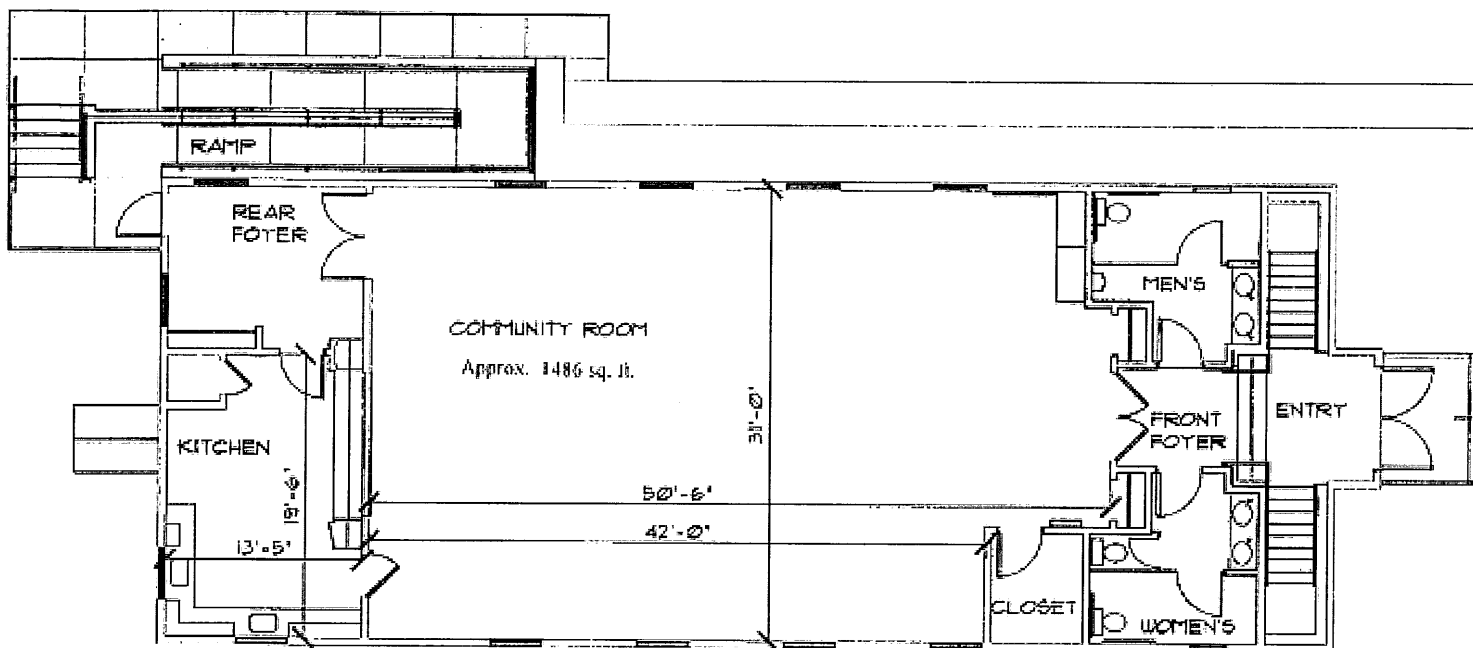 RAMP
REAR
FOYER
MEN'S
COMMUNITY ROOM
Approx. 1486 sq. ft.
FRONT
FOYER
ENTRY
KITCHEN
31'-0"
19'-6"
50'-6"
42'-0"
13'-5"
CLOSET
WOMEN'S